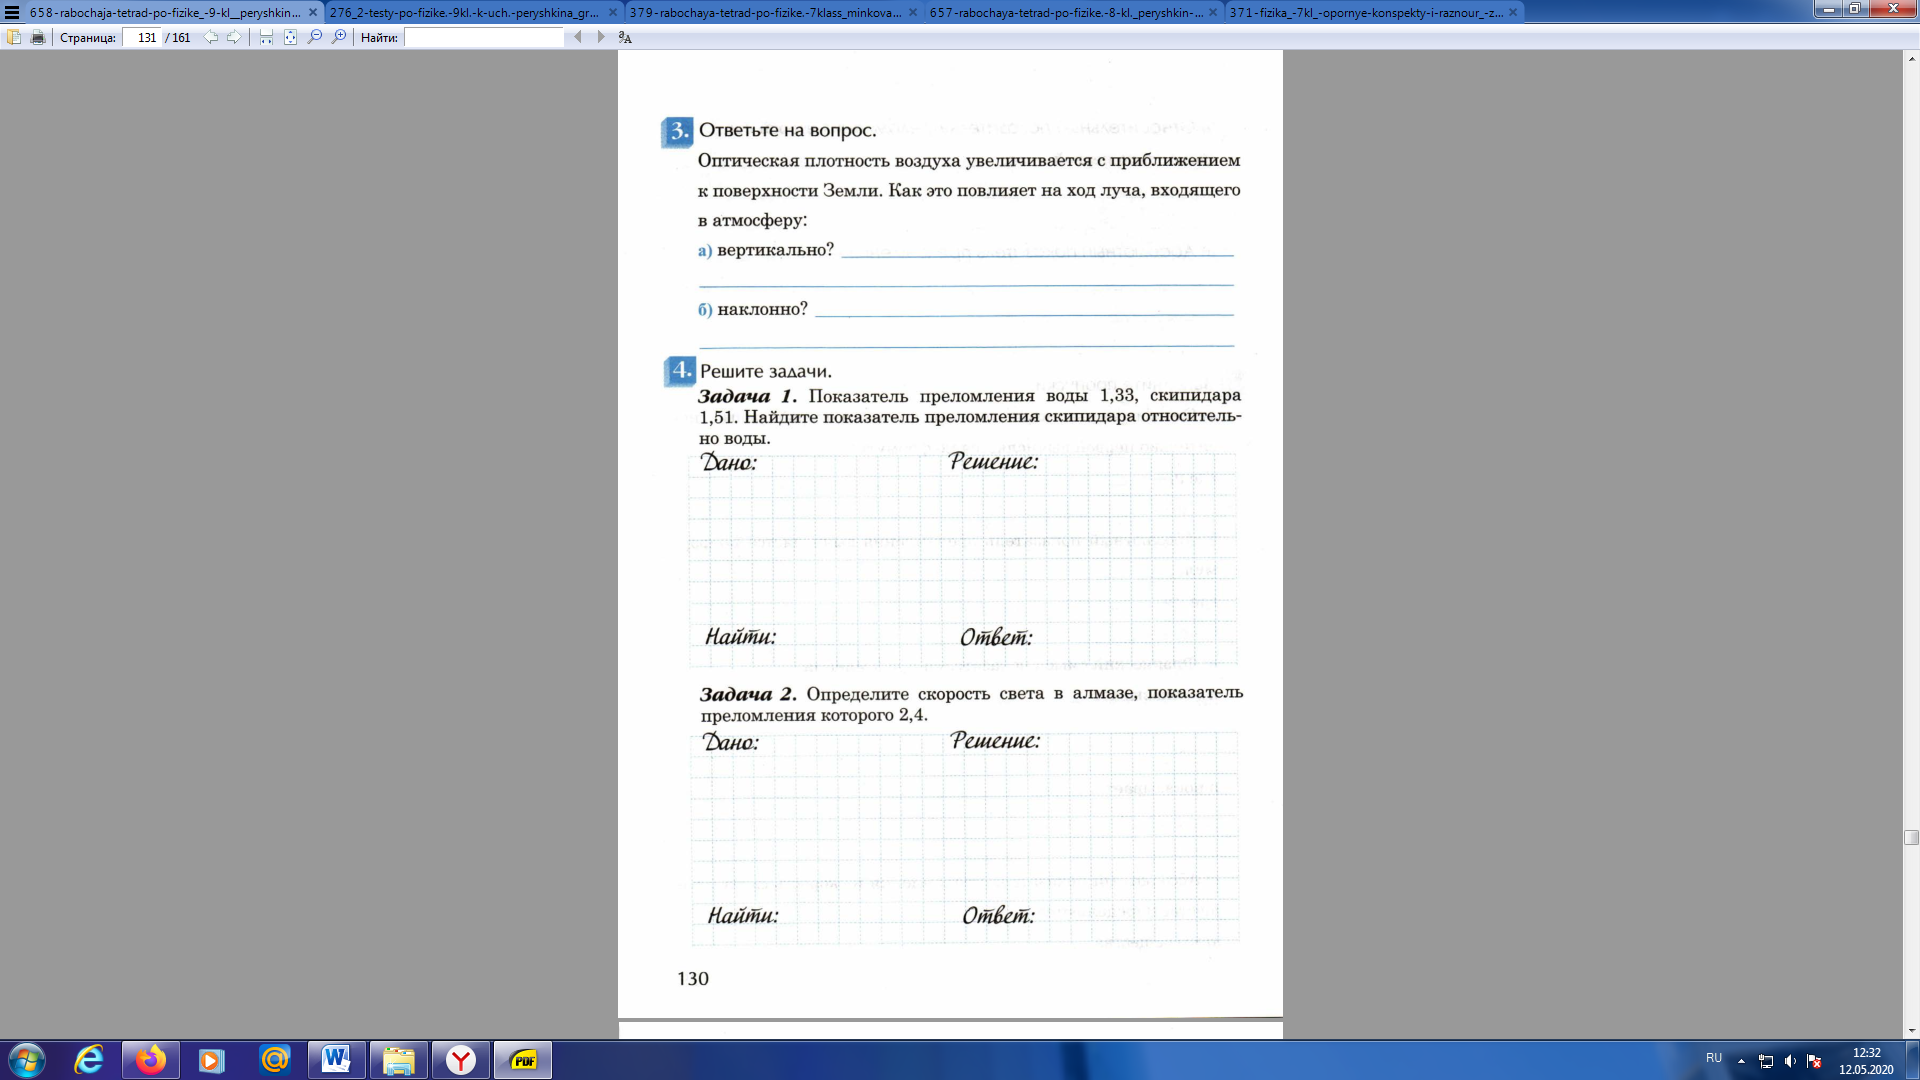 658-rabochaja-tetrad-po-fizike_-9-kl__peryshkin...
276_2-testy-po-fizike.-9kl.-k-uch.-peryshkina_gr...
379-rabochaya-tetrad-po-fizike.-7klass_minkova...
657-rabochaya-tetrad-po-fizike.-8-kl._peryshkin-...
371-fizika_-7kl_-opornye-konspekty-i-raznour_-z...
Страница: 131 / 161 Найти:
3. Ответьте на вопрос.
Оптическая плотность воздуха увеличивается с приближением
к поверхности Земли. Как это повлияет на ход луча, входящего
в атмосферу:
а) вертикально?
б) наклонно?
4. Решите задачи.
Задача 1. Показатель преломления воды 1,33, скипидара
1,51. Найдите показатель преломления скипидара относитель-
но воды.
Дано: Решение:
Найти: Ответ:
Задача 2. Определите скорость света в алмазе, показатель
преломления которого 2,4.
Дано: Решение:
Найти: Ответ:
130
PDF
RU
12:32
12.05.2020